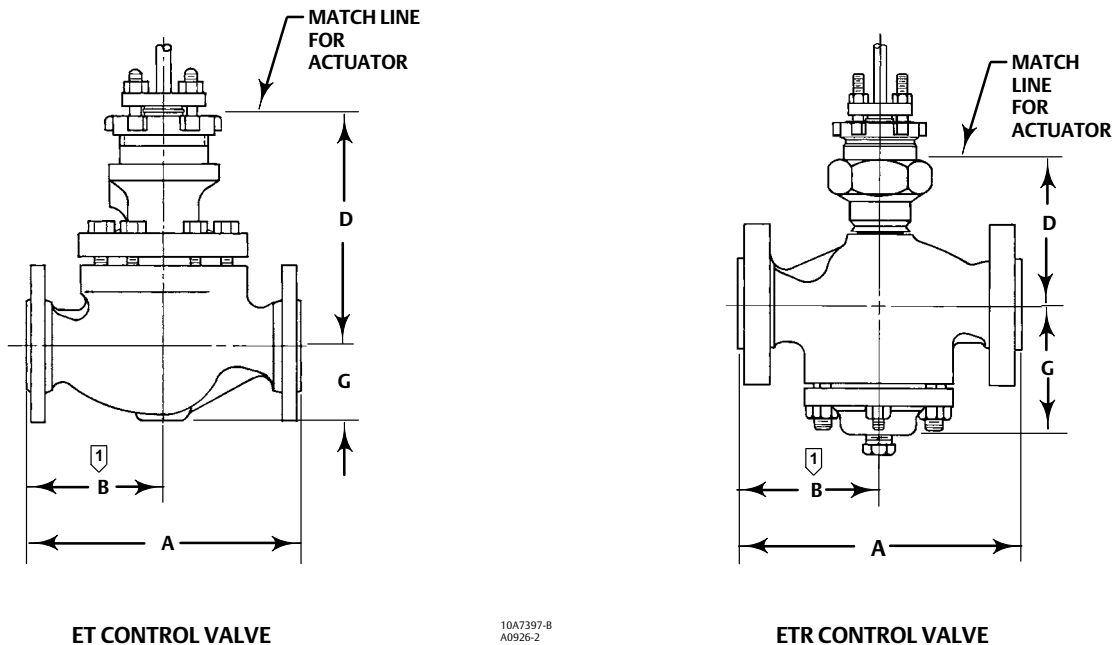 MATCH LINE
FOR
ACTUATOR
D
G
1
B
A
ET CONTROL VALVE
10A7397-B
A0926-2
MATCH
LINE
FOR
ACTUATOR
D
G
1
B
A
ETR CONTROL VALVE